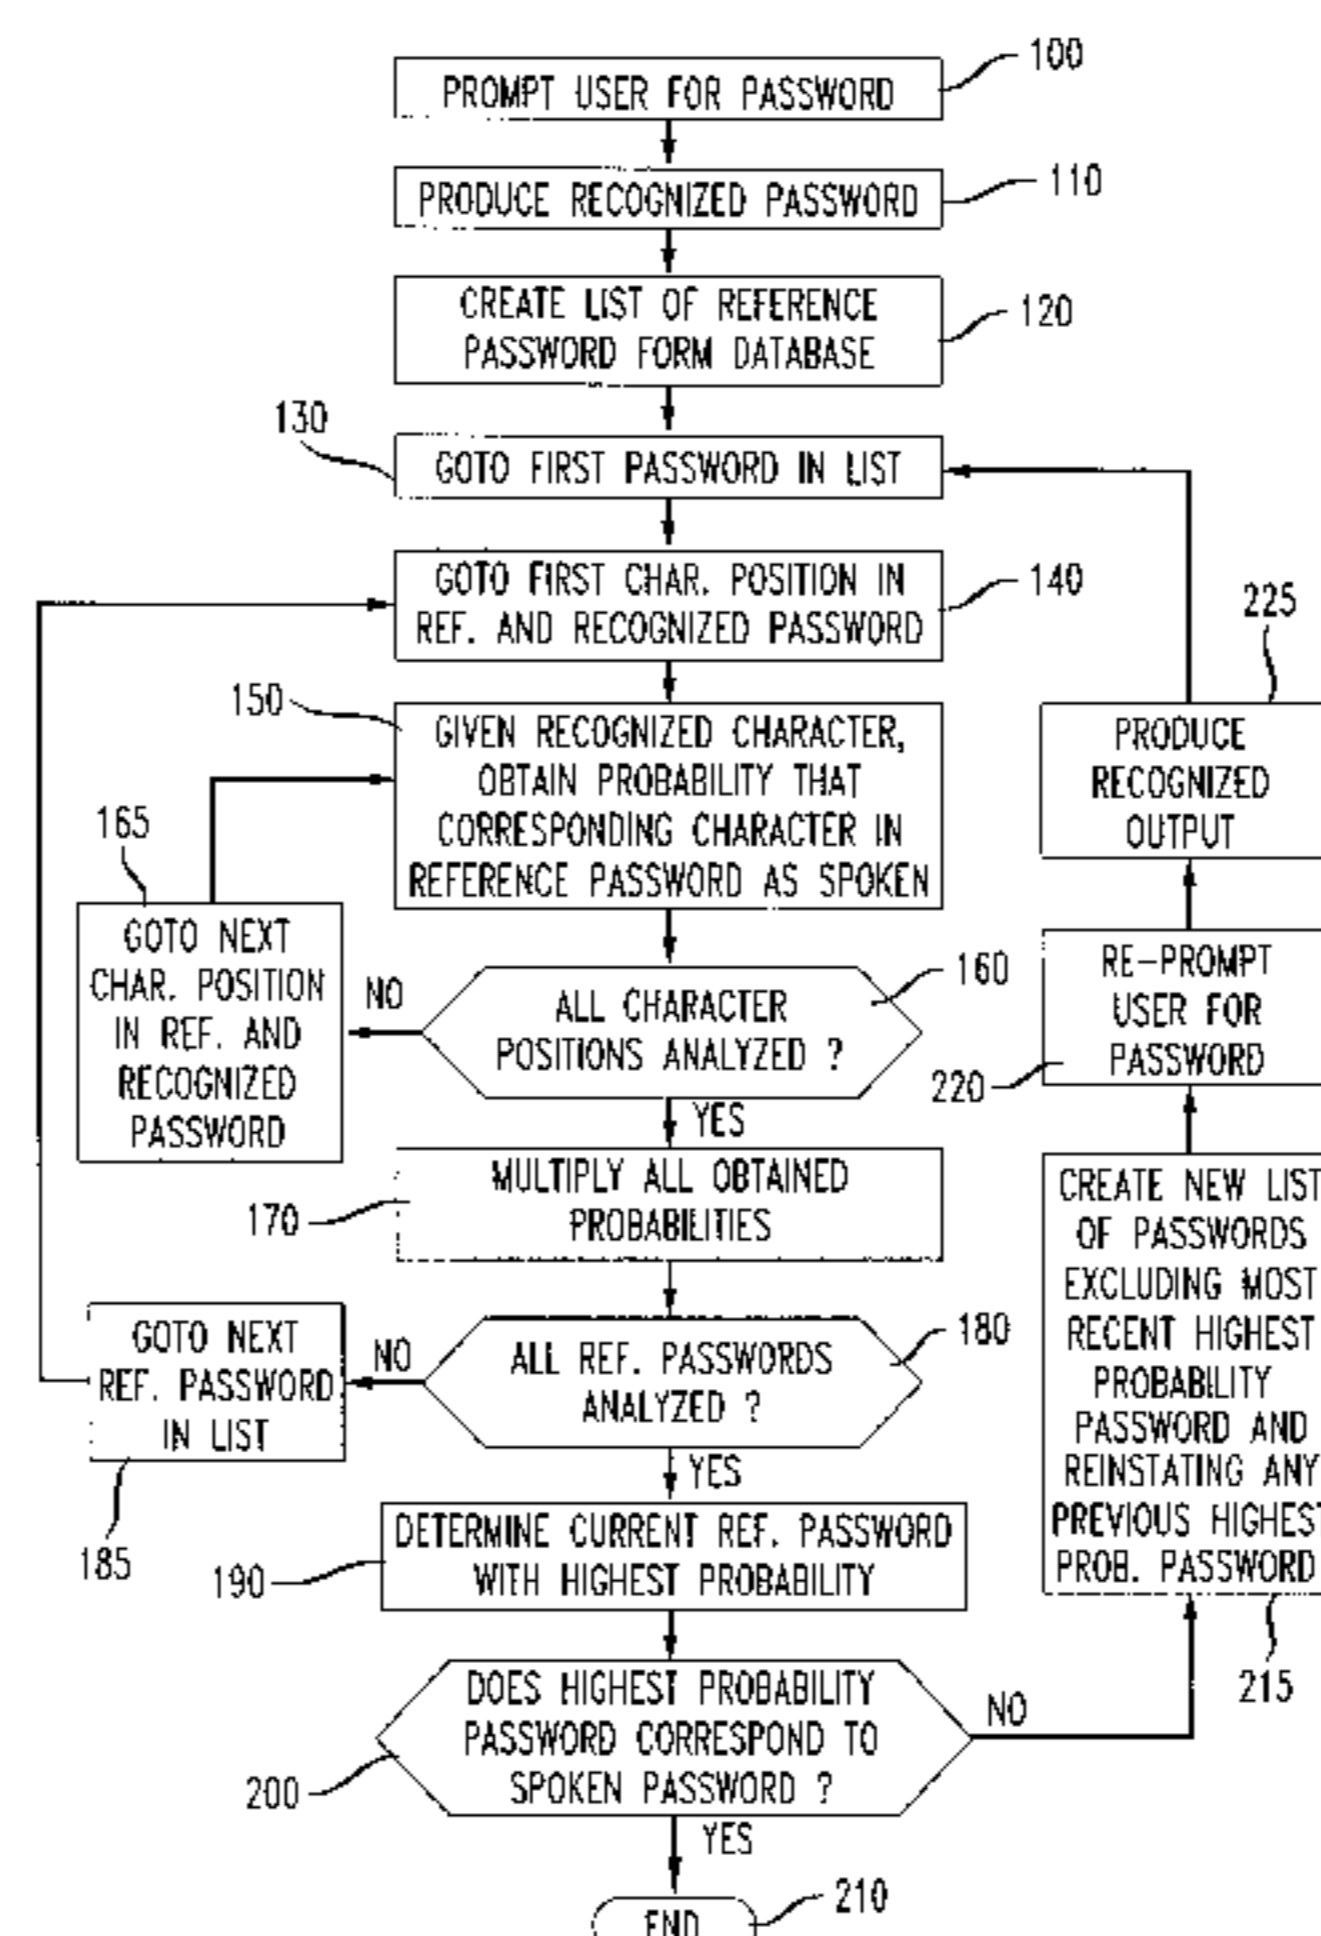 100
PROMPT USER FOR PASSWORD
110
PRODUCE RECOGNIZED PASSWORD
120
CREATE LIST OF REFERENCE
PASSWORD FORM DATABASE
130
GOTO FIRST PASSWORD IN LIST
140
GOTO FIRST CHAR. POSITION IN
REF. AND RECOGNIZED PASSWORD
150
GIVEN RECOGNIZED CHARACTER,
OBTAIN PROBABILITY THAT
CORRESPONDING CHARACTER IN
REFERENCE PASSWORD AS SPOKEN
165
GOTO NEXT
CHAR. POSITION
IN REF. AND
RECOGNIZED
PASSWORD
NO
160
ALL CHARACTER
POSITIONS ANALYZED ?
YES
170
MULTIPLY ALL OBTAINED
PROBABILITIES
180
ALL REF. PASSWORDS
ANALYZED ?
NO
GOTO NEXT
REF. PASSWORD
IN LIST
185
YES
190
DETERMINE CURRENT REF. PASSWORD
WITH HIGHEST PROBABILITY
200
DOES HIGHEST PROBABILITY
PASSWORD CORRESPOND TO
SPOKEN PASSWORD ?
NO
YES
END
210
225
PRODUCE
RECOGNIZED
OUTPUT
RE-PROMPT
USER FOR
PASSWORD
220
CREATE NEW LIST
OF PASSWORDS
EXCLUDING MOST
RECENT HIGHEST
PROBABILITY
PASSWORD AND
REINSTATING ANY
PREVIOUS HIGHEST
PROB. PASSWORD
215